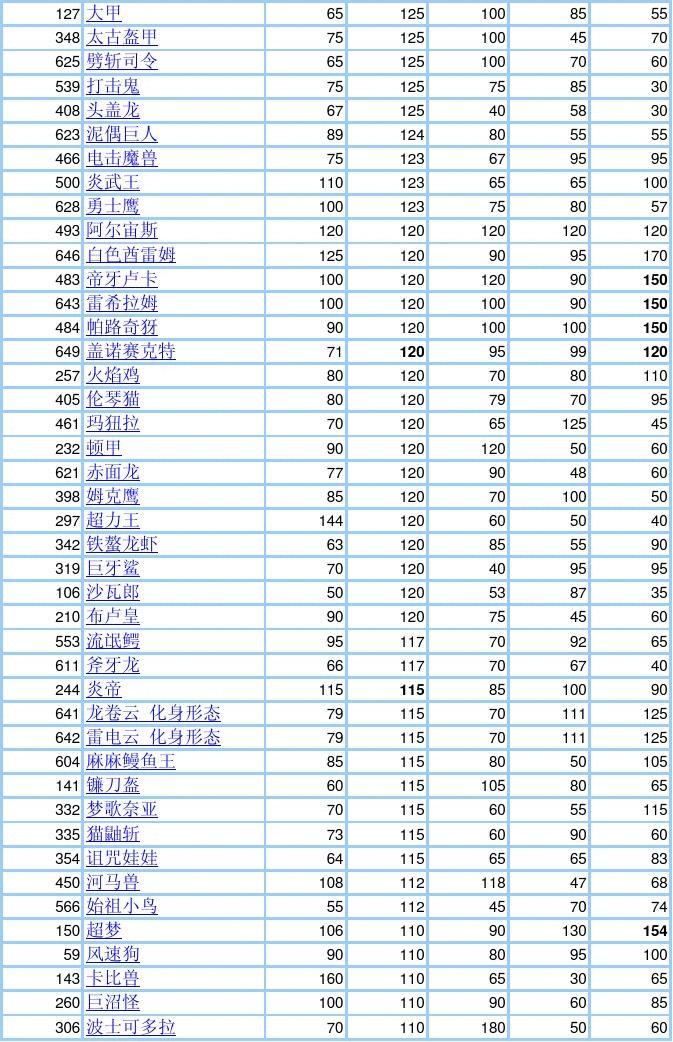 127 大甲 65 125 100 85 55
348 太古盔甲 75 125 100 45 70
625 劈斩司令 65 125 100 70 60
539 打击鬼 75 125 75 85 30
408 头盖龙 67 125 40 58 30
623 泥偶巨人 89 124 80 55 55
466 电击魔兽 75 123 67 95 95
500 炎武王 110 123 65 65 100
628 勇士鹰 100 123 75 80 57
493 阿尔宙斯 120 120 120 120 120
646 白色酋雷姆 125 120 90 95 170
483 帝牙卢卡 100 120 120 90 150
643 雷希拉姆 100 120 100 90 150
484 帕路奇犽 90 120 100 100 150
649 盖诺赛克特 71 120 95 99 120
257 火焰鸡 80 120 70 80 110
405 伦琴猫 80 120 79 70 95
461 玛狃拉 70 120 65 125 45
232 顿甲 90 120 120 50 60
621 赤面龙 77 120 90 48 60
398 姆克鹰 85 120 70 100 50
297 超力王 144 120 60 50 40
342 铁螯龙虾 63 120 85 55 90
319 巨牙鲨 70 120 40 95 95
106 沙瓦郎 50 120 53 87 35
210 布卢皇 90 120 75 45 60
553 流氓鳄 95 117 70 92 65
611 斧牙龙 66 117 70 67 40
244 炎帝 115 115 85 100 90
641 龙卷云 化身形态 79 115 70 111 125
642 雷电云 化身形态 79 115 70 111 125
604 麻麻鳗鱼王 85 115 80 50 105
141 镰刀盔 60 115 105 80 65
332 梦歌奈亚 70 115 60 55 115
335 猫鼬斩 73 115 60 90 60
354 诅咒娃娃 64 115 65 65 83
450 河马兽 108 112 118 47 68
566 始祖小鸟 55 112 45 70 74
150 超梦 106 110 90 130 154
59 风速狗 90 110 80 95 100
143 卡比兽 160 110 65 30 65
260 巨沼怪 100 110 90 60 85
306 波士可多拉 70 110 180 50 60